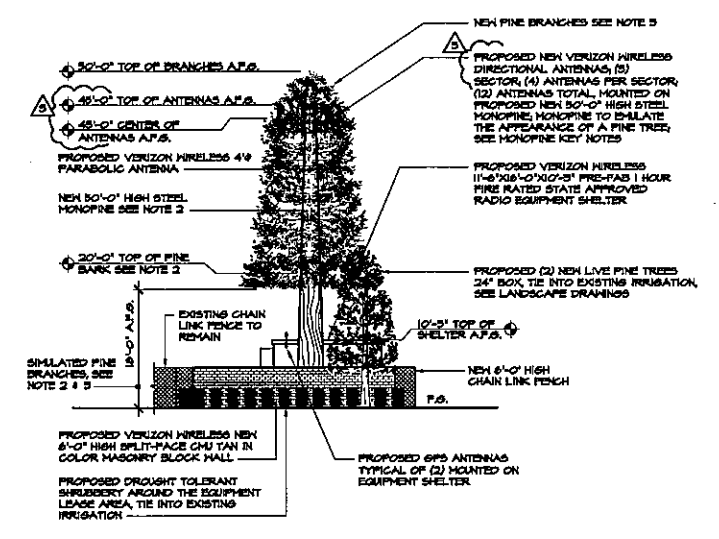 NEW PINE BRANCHES SEE NOTE 5
5
50'-0" TOP OF BRANCHES A.F.G.
PROPOSED NEW VERIZON WIRELESS
DIRECTIONAL ANTENNAS; (3)
SECTOR; (4) ANTENNAS PER SECTOR;
(12) ANTENNAS TOTAL, MOUNTED ON
PROPOSED NEW 50'-0" HIGH STEEL
MONOPINE; MONOPINE TO EMULATE
THE APPEARANCE OF A PINE TREE;
SEE MONOPINE KEY NOTES
5
TOP OF ANTENNAS A.F.G.
CENTER OF
ANTENNAS A.F.G.
PROPOSED VERIZON WIRELESS 4'Φ
PARABOLIC ANTENNA
PROPOSED VERIZON WIRELESS
11'-6"X16'-0"X10'-5" PRE-FAB 1 HOUR
FIRE RATED STATE APPROVED
RADIO EQUIPMENT SHELTER
NEW 50'-0" HIGH STEEL
MONOPINE SEE NOTE 2
20'-0" TOP OF PINE
BARK SEE NOTE 2
PROPOSED (2) NEW LIVE PINE TREES
24" BOX, TIE INTO EXISTING IRRIGATION,
SEE LANDSCAPE DRAWINGS
EXISTING CHAIN
LINK FENCE TO
REMAIN
A.F.G.
10'-5" TOP OF
SHELTER A.F.G.
SIMULATED PINE
BRANCHES, SEE
NOTE 2 & 5
NEW 6'-0" HIGH
CHAIN LINK FENCH
F.G.
PROPOSED VERIZON WIRELESS NEW
6'-0" HIGH SPLIT-FACE CMU TAN IN
COLOR MASONRY BLOCK WALL
PROPOSED GPS ANTENNAS
TYPICAL OF (2) MOUNTED ON
EQUIPMENT SHELTER
PROPOSED DROUGHT TOLERANT
SHRUBBERY AROUND THE EQUIPMENT
LEASE AREA, TIE INTO EXISTING
IRRIGATION